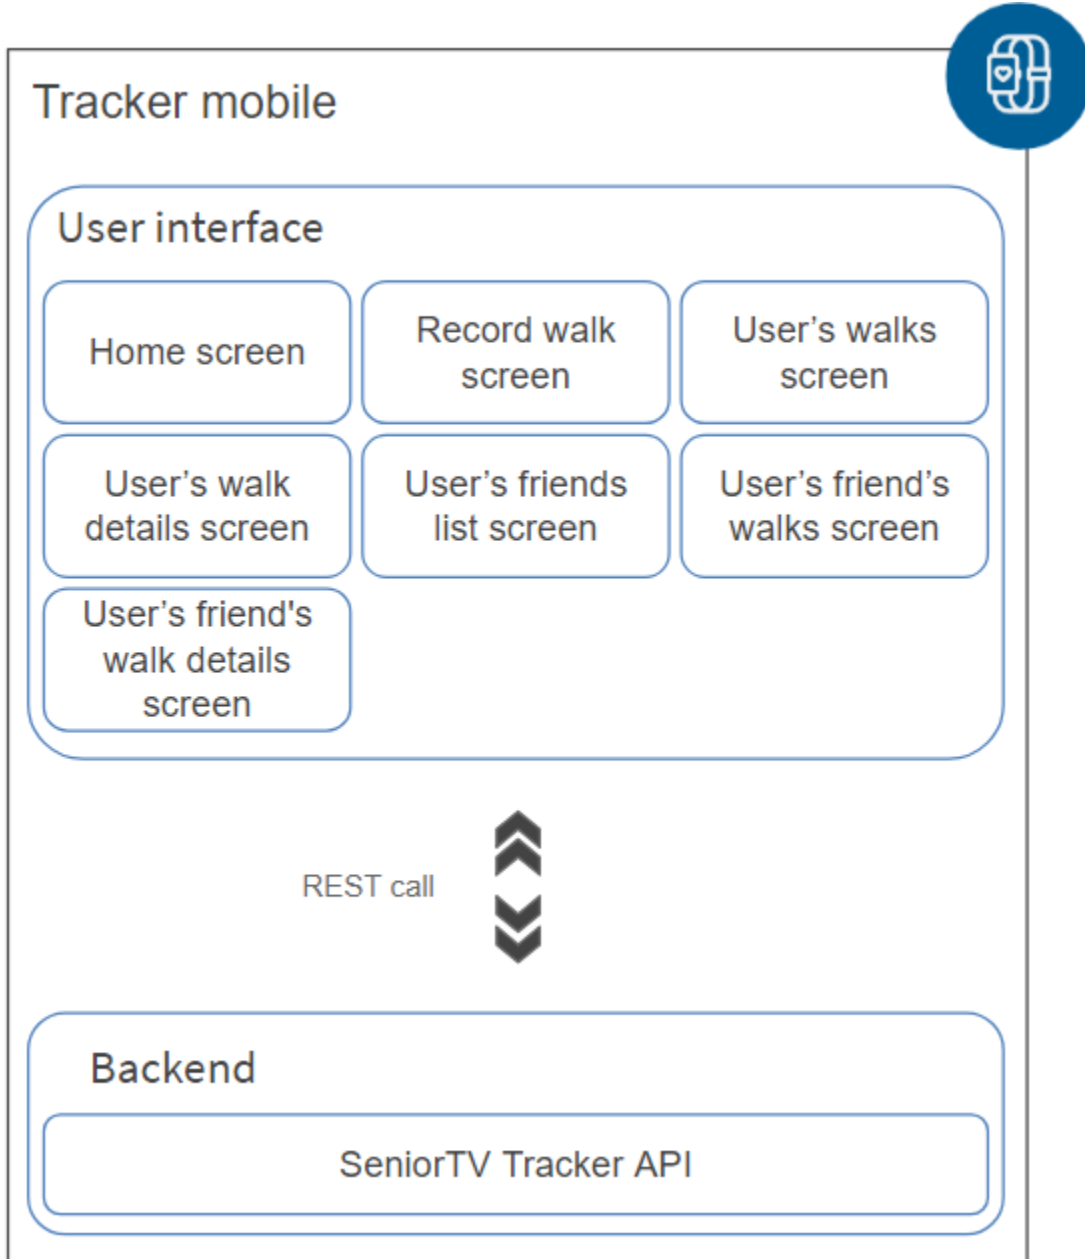 Tracker mobile
User interface
Home screen
Record walk
screen
User’s walks
screen
User’s walk
details screen
User’s friends
list screen
User’s friend’s
walks screen
User’s friend's
walk details
screen
REST call
Backend
SeniorTV Tracker API